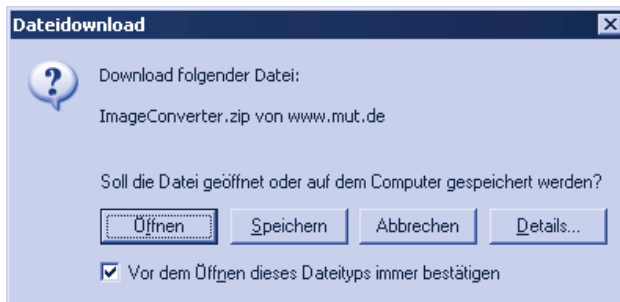 Dateidownload
Download folgender Datei:
ImageConverter.zip von www.mut.de
Soll die Datei geöffnet oder auf dem Computer gespeichert werden?
Öffnen Speichern Abbrechen Details...
Vor dem Öffnen dieses Dateityps immer bestätigen